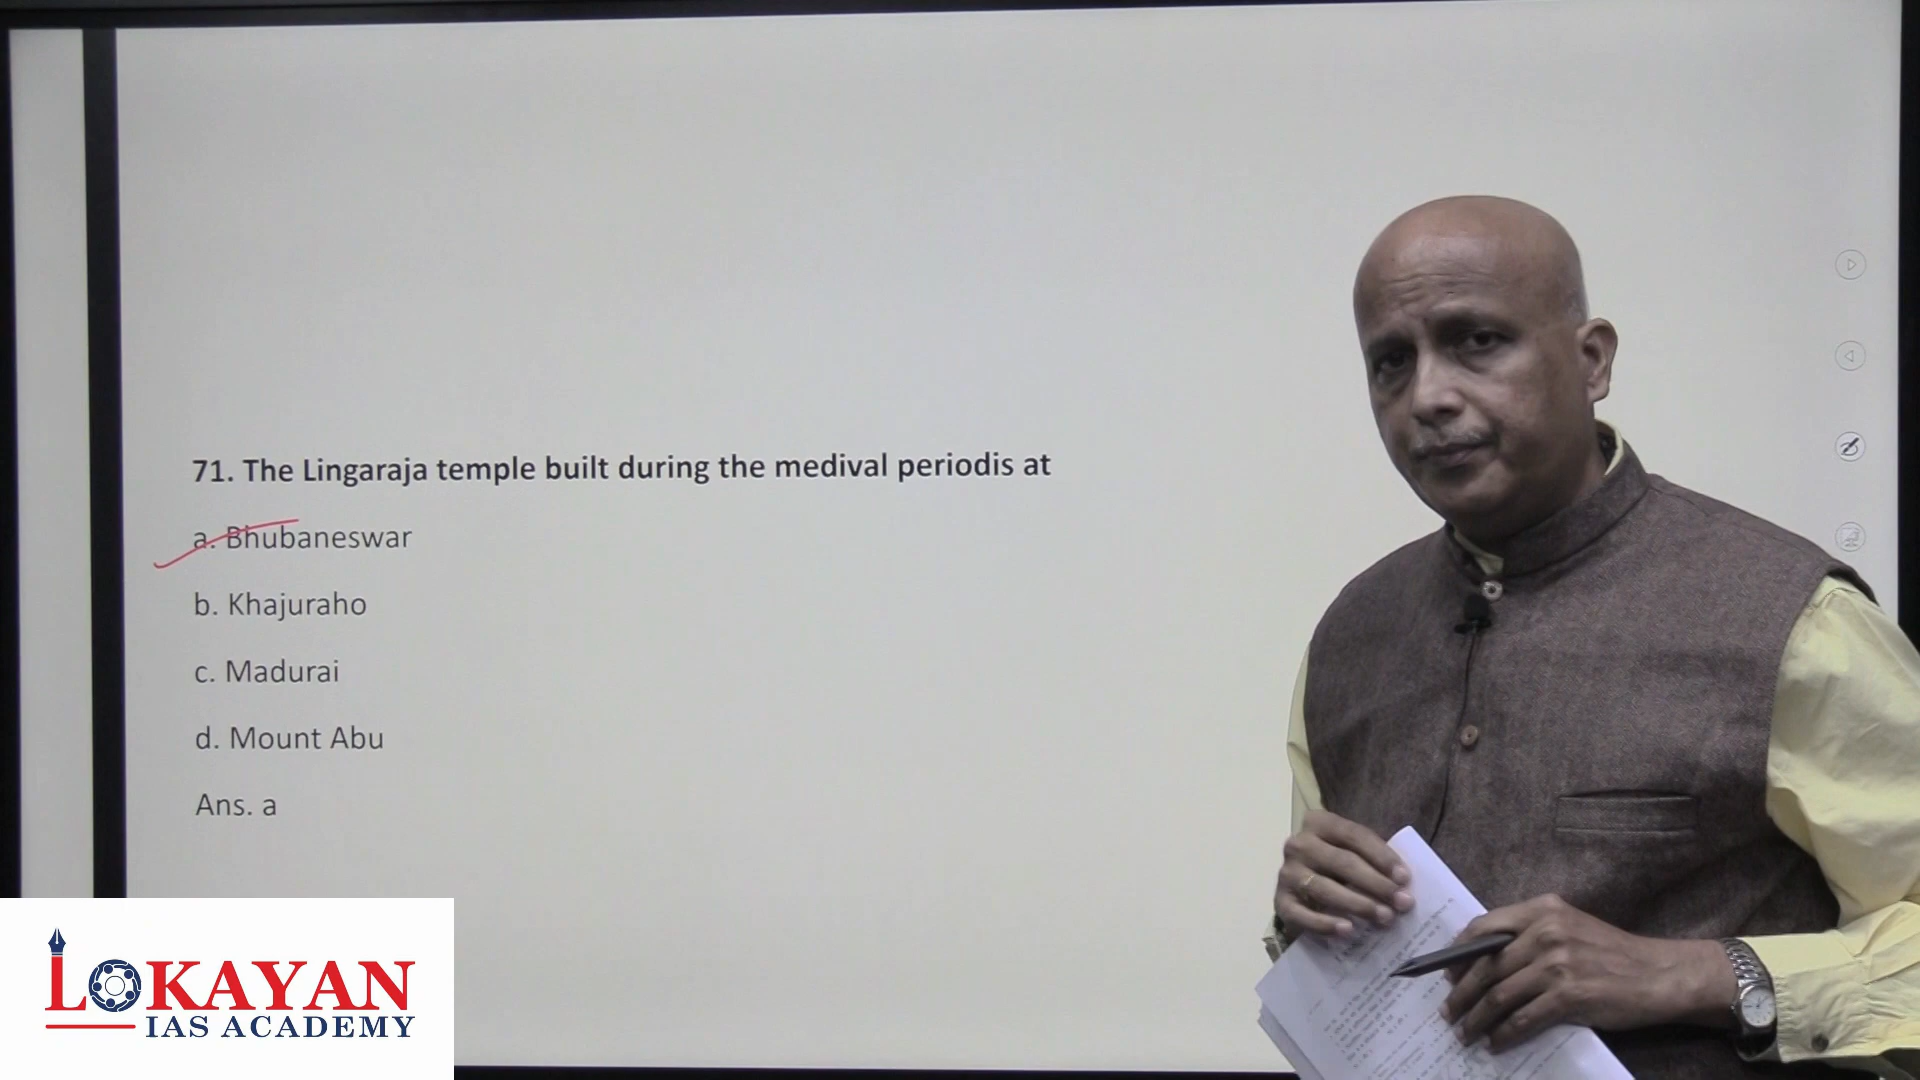 71. The Lingaraja temple built during the medival periodis at
a. Bhubaneswar
b. Khajuraho
c. Madurai
d. Mount Abu
Ans. a
LOKAYAN
IAS ACADEMY